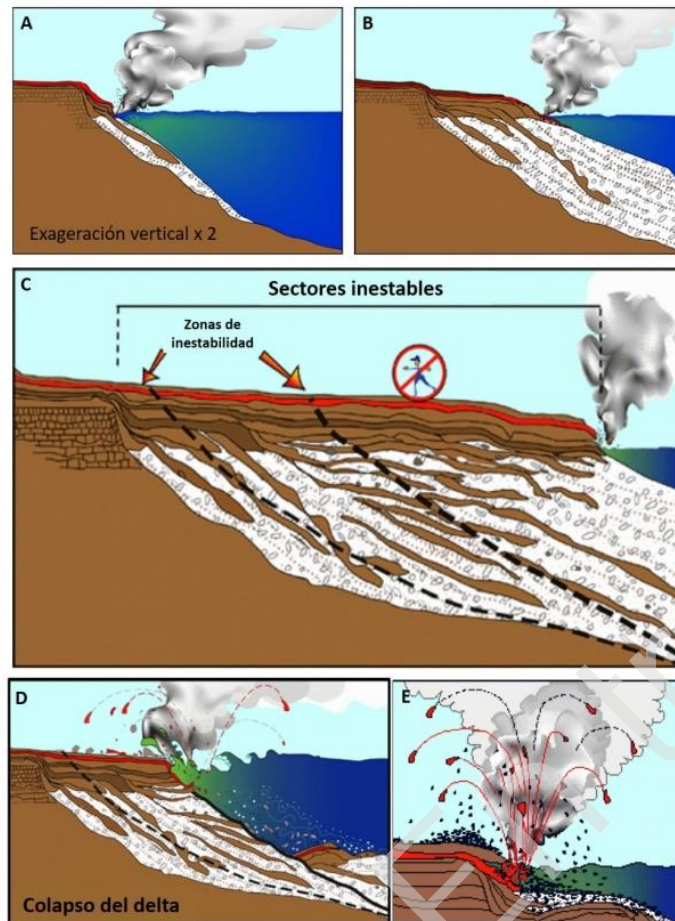 A
B
Exageración vertical x 2
C
Sectores inestables
Zonas de
inestabilidad
D
E
Colapso del delta